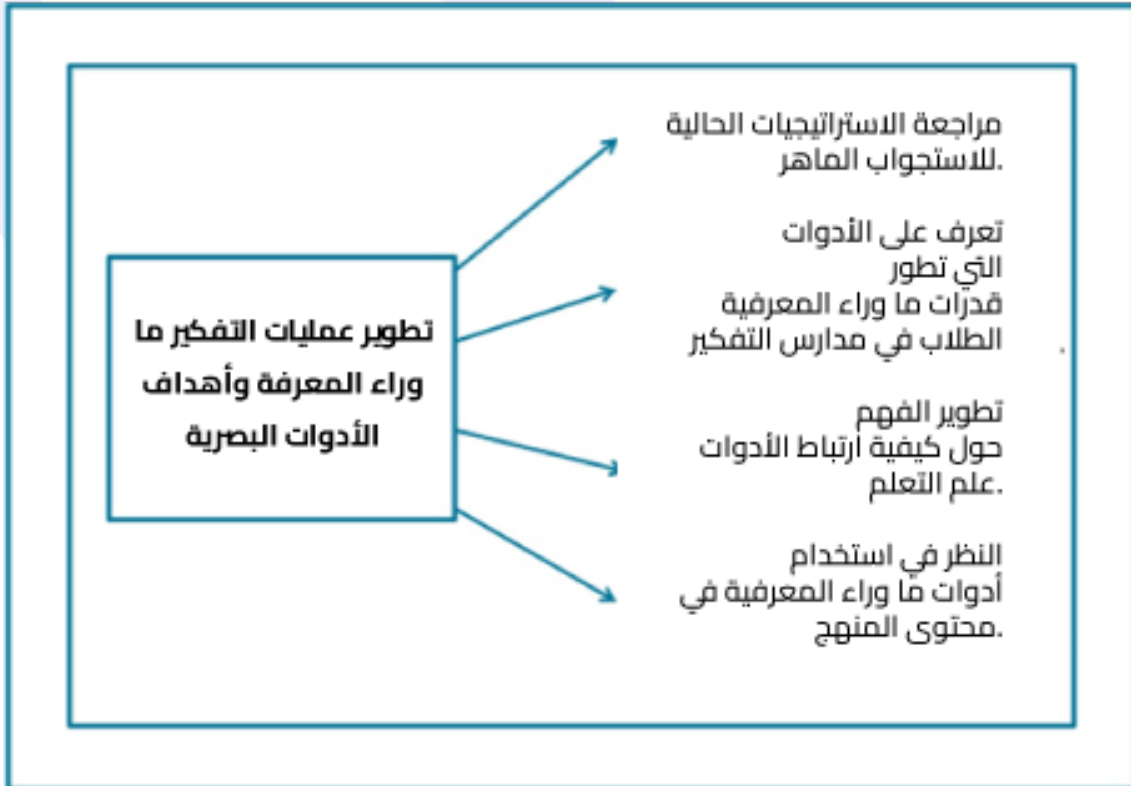 مراجعة الاستراتيجيات الحالية
للاستجواب الماهر.
تعرف على الأدوات
التي تطور
قدرات ما وراء المعرفية
الطلاب في مدارس التفكير
.
تطوير الفهم
حول كيفية ارتباط الأدوات
علم التعلم.
النظر في استخدام
أدوات ما وراء المعرفية في
محتوى المنهج.
تطوير عمليات التفكير ما
وراء المعرفة وأهداف
الأدوات البصرية